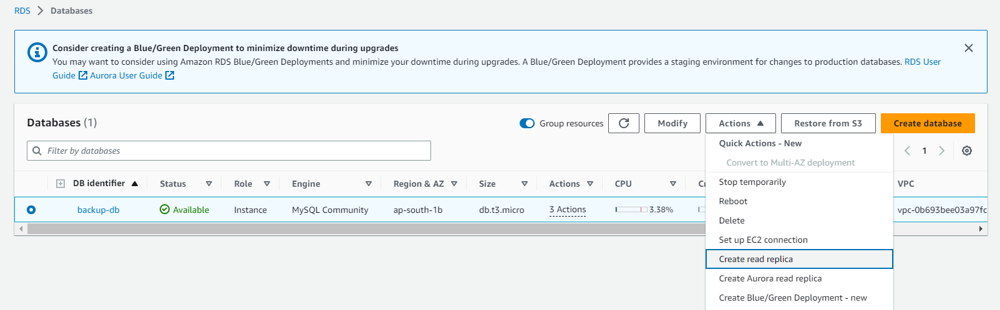 RDS > Databases
Consider creating a Blue/Green Deployment to minimize downtime during upgrades
You may want to consider using Amazon RDS Blue/Green Deployments and minimize your downtime during upgrades. A Blue/Green Deployment provides a staging environment for changes to production databases. RDS User
Guide Aurora User Guide
Databases (1) Group resources Modify Actions Restore from S3 Create database
Filter by databases
1
Quick Actions - New
Convert to Multi-AZ deployment
Stop temporarily
Reboot
Delete
Set up EC2 connection
Create read replica
Create Aurora read replica
Create Blue/Green Deployment - new
DB identifier Status Role Engine Region & AZ Size Actions CPU VPC
backup-db Available Instance MySQL Community ap-south-1b db.t3.micro 3 Actions 3.38% vpc-0b693bee03a97fc